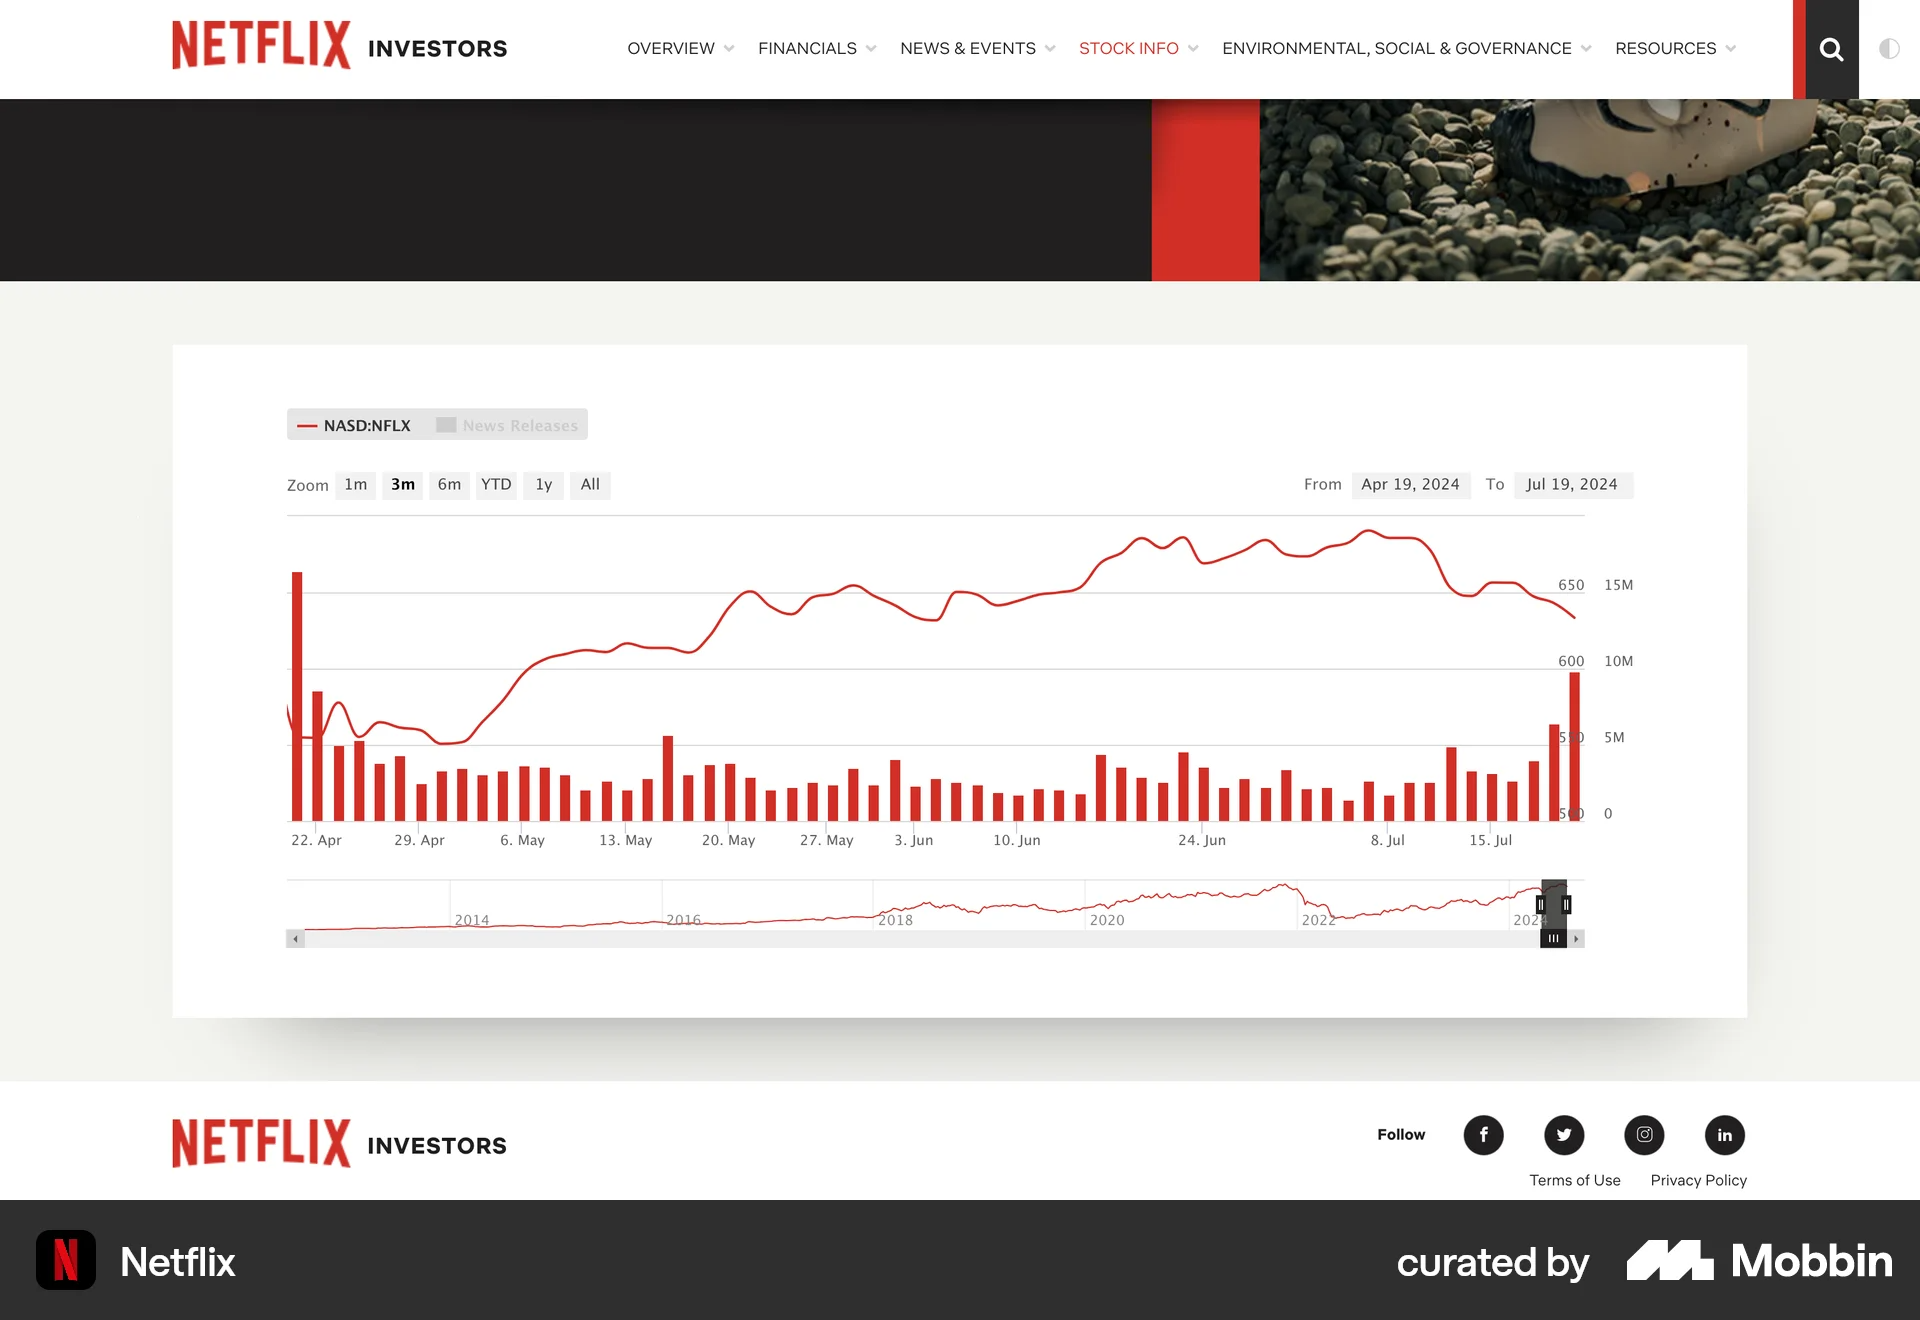 NETFLIX INVESTORS
OVERVIEW FINANCIALS NEWS & EVENTS STOCK INFO ENVIRONMENTAL, SOCIAL & GOVERNANCE RESOURCES
NASD:NFLX News Releases
Zoom 1m 3m 6m YTD 1y All
From Apr 19, 2024 To Jul 19, 2024
650 15M
600 10M
550 5M
500 0
22. Apr 29. Apr 6. May 13. May 20. May 27. May 3. Jun 10. Jun 24. Jun 8. Jul 15. Jul
2014 2016 2018 2020 2022 2024
NETFLIX INVESTORS
Follow
Terms of Use Privacy Policy
Netflix
curated by Mobbin